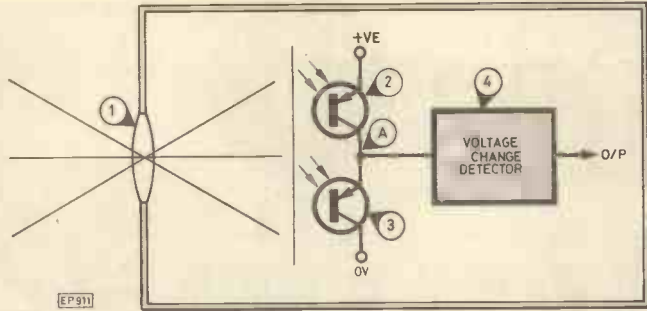 +VE
1
2
4
A
VOLTAGE
CHANGE
DETECTOR
O/P
3
0V
EP911